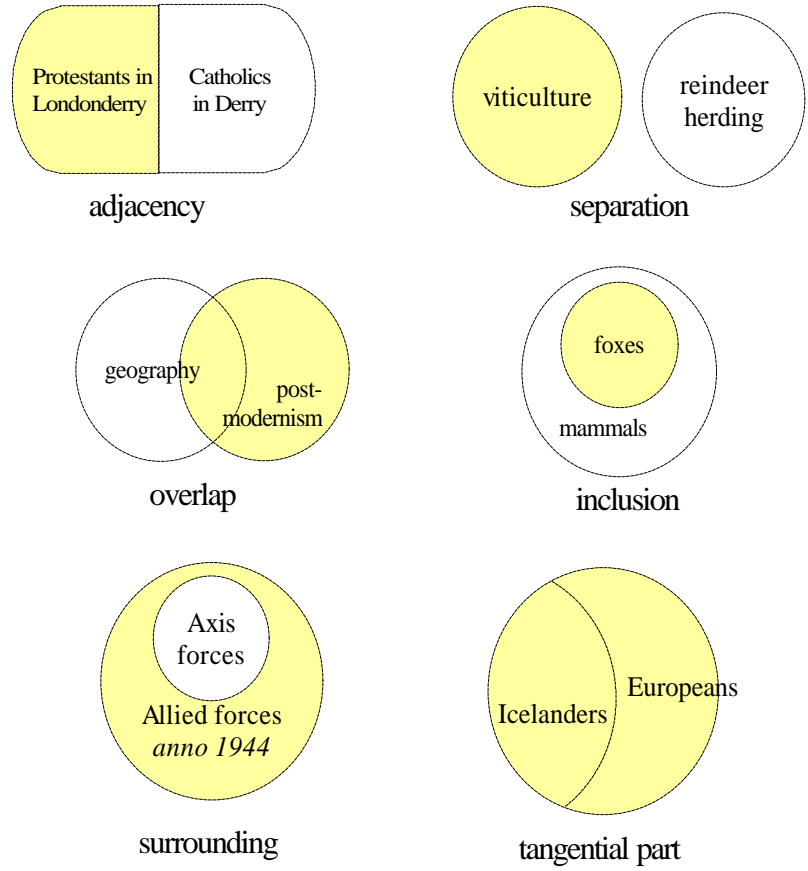 Protestants in
Londonderry
Catholics
in Derry
adjacency
viticulture
reindeer
herding
separation
geography
post-
modernism
overlap
foxes
mammals
inclusion
Axis
forces
Allied forces
anno 1944
surrounding
Icelanders
Europeans
tangential part